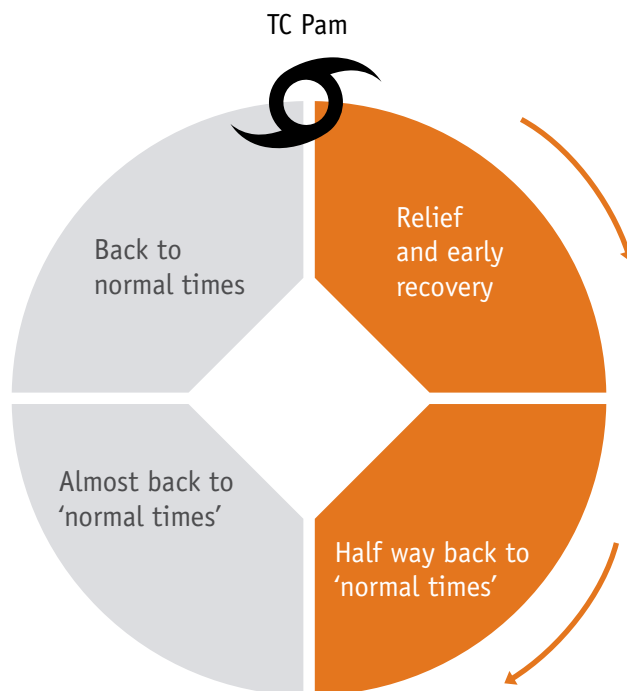 TC Pam
Relief
and early
recovery
Half way back to
‘normal times’
Almost back to
‘normal times’
Back to
normal times